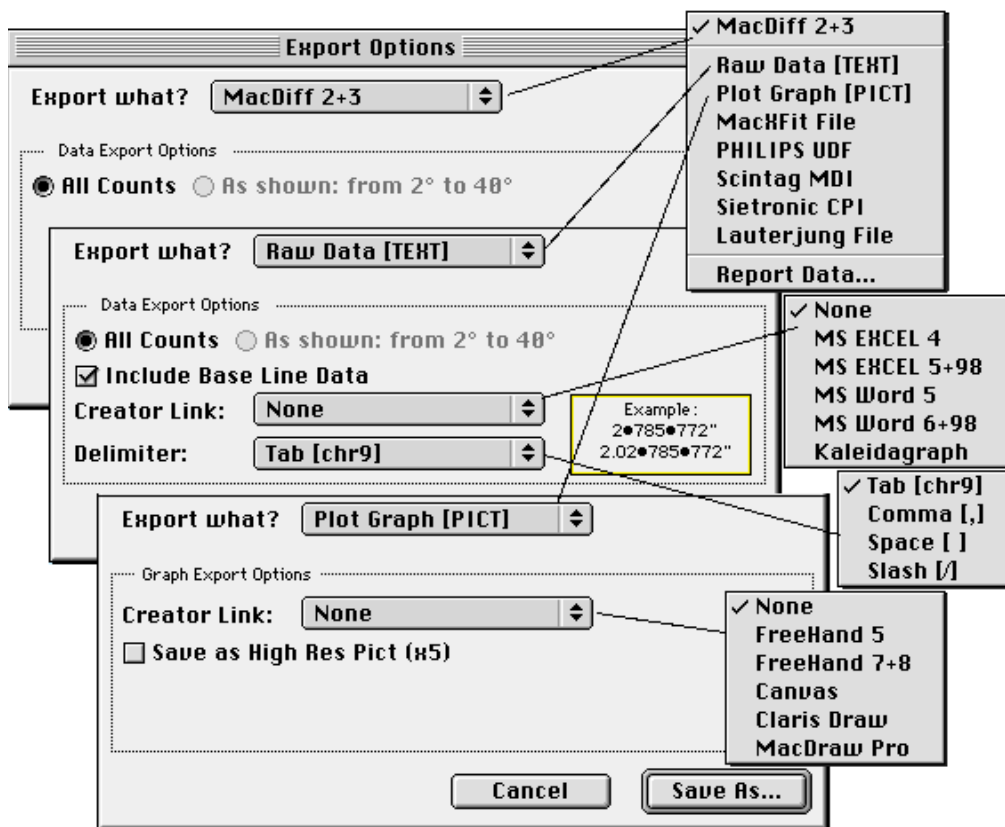 Export Options
Export what? MacDiff 2+3
Data Export Options
All Counts As shown: from 2° to 40°
✓ MacDiff 2+3
Raw Data [TEXT]
Plot Graph [PICT]
MacXFit File
PHILIPS UDF
Scintag MDI
Sietronic CPI
Lauterjung File
Report Data...
Export what? Raw Data [TEXT]
Data Export Options
All Counts As shown: from 2° to 40°
Include Base Line Data
Creator Link: None
Delimiter: Tab [chr9]
Example:
2●785●772"
2.02●785●772"
✓ None
MS EXCEL 4
MS EXCEL 5+98
MS Word 5
MS Word 6+98
Kaleidagraph
✓ Tab [chr9]
Comma [,]
Space [ ]
Slash [/]
Export what? Plot Graph [PICT]
Graph Export Options
Creator Link: None
Save as High Res Pict (x5)
✓ None
FreeHand 5
FreeHand 7+8
Canvas
Claris Draw
MacDraw Pro
Cancel
Save As...